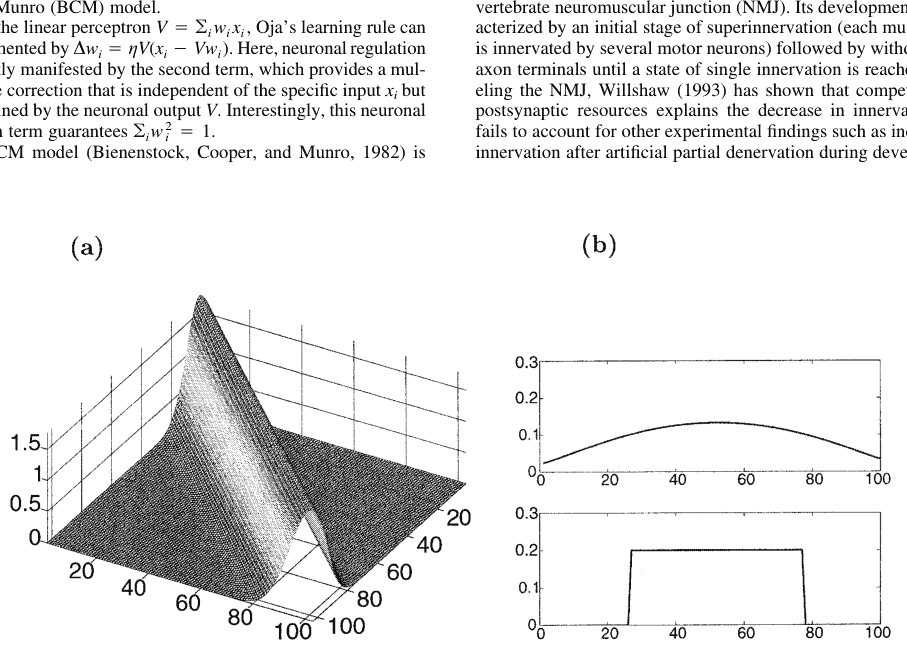 Munro (BCM) model.
the linear perceptron V = Σᵢwᵢxᵢ, Oja's learning rule can
mented by Δwᵢ = ηV(xᵢ − Vwᵢ). Here, neuronal regulation
tly manifested by the second term, which provides a mul-
e correction that is independent of the specific input xᵢ but
ined by the neuronal output V. Interestingly, this neuronal
n term guarantees Σᵢwᵢ² = 1.
CM model (Bienenstock, Cooper, and Munro, 1982) is
vertebrate neuromuscular junction (NMJ). Its developmen
acterized by an initial stage of superinnervation (each mu
is innervated by several motor neurons) followed by withd
axon terminals until a state of single innervation is reache
eling the NMJ, Willshaw (1993) has shown that compe
postsynaptic resources explains the decrease in innerva
fails to account for other experimental findings such as inc
innervation after artificial partial denervation during deve
(a)
1.5
1
0.5
0
20
40
60
80
100
20
40
60
80
100
(b)
0.3
0.2
0.1
0
0 20 40 60 80 100
0.3
0.2
0.1
0
0 20 40 60 80 100